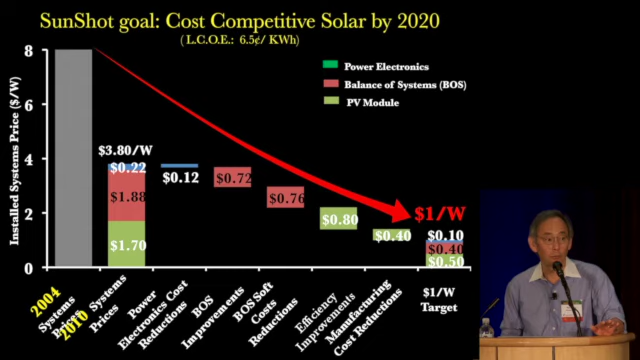 SunShot goal: Cost Competitive Solar by 2020
( L.C.O.E.: 6.5¢/ KWh)
Installed Systems Price ($/W)
8
6
4
2
0
Power Electronics
Balance of Systems (BOS)
PV Module
$3.80/W
$0.22
$1.88
$1.70
$0.12
$0.72
$0.76
$0.80
$0.40
$1/W
$0.10
$0.40
$0.50
2004
Systems
Prices
2010 Systems
Prices
Power
Electronics Cost
Reductions
BOS
Improvements
BOS Soft
Costs
Reductions
Efficiency
Improvements
Manufacturing
Cost Reductions
$1/W
Target